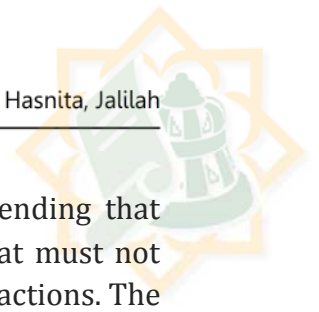 Hasnita, Jalilah
ending that
at must not
actions. The